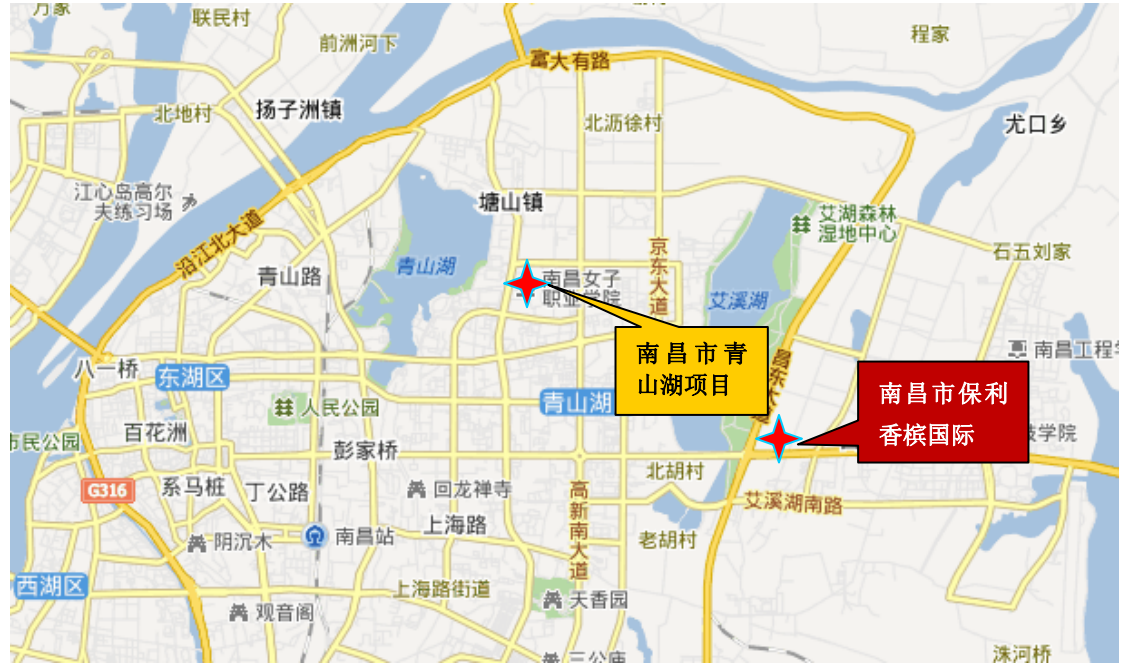 万家
联民村
前洲河下
程家
富大有路
北地村
扬子洲镇
北沥徐村
尤口乡
江心岛高尔
夫练习场
塘山镇
艾湖森林
湿地中心
沿江北大道
石五刘家
京东大道
青山路
青山湖
南昌女子
职业学院
艾溪湖
南昌市青
山湖项目
南昌工程学
八一桥
东湖区
昌东大道
南昌市保利
香槟国际
人民公园
青山湖
市民公园
百花洲
彭家桥
技学院
北胡村
G316
系马桩
丁公路
回龙禅寺
高新南大道
艾溪湖南路
阴沉木
南昌站
上海路
老胡村
西湖区
上海路街道
观音阁
天香园
三公庙
洙河桥